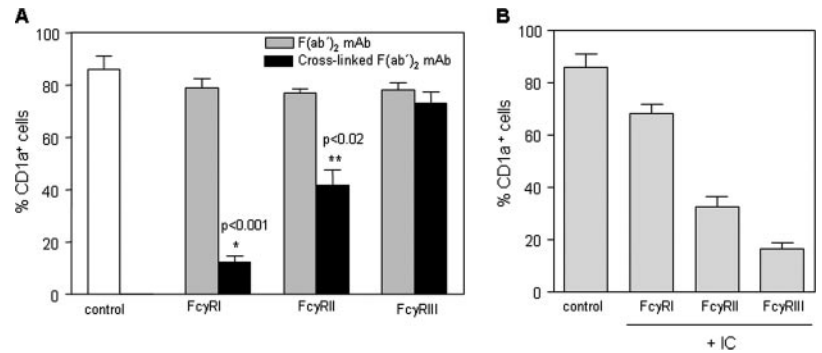 A
% CD1a+ cells
100
80
60
40
20
0
F(ab´)2 mAb
Cross-linked F(ab´)2 mAb
p<0.001
*
p<0.02
**
control
FcγRI
FcγRII
FcγRIII
B
% CD1a+ cells
100
80
60
40
20
0
control
FcγRI
FcγRII
FcγRIII
+ IC